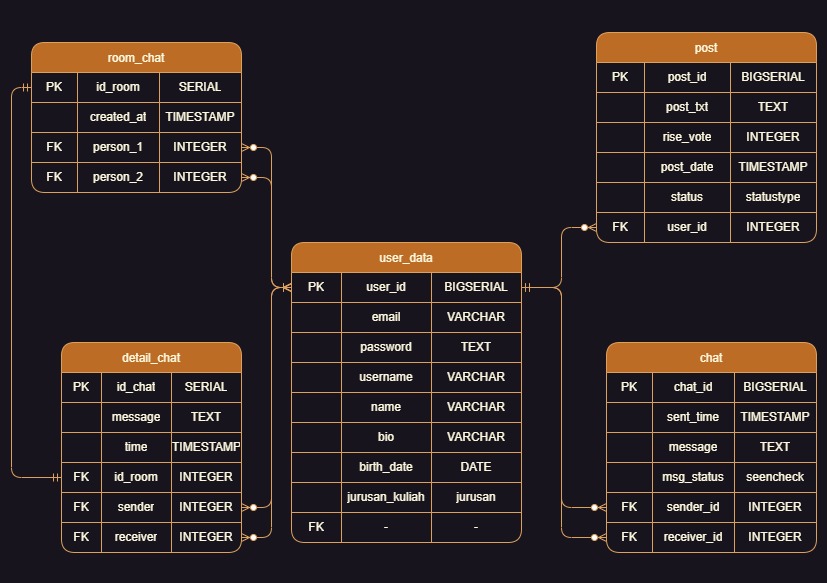 room_chat
PK id_room SERIAL
created_at TIMESTAMP
FK person_1 INTEGER
FK person_2 INTEGER
post
PK post_id BIGSERIAL
post_txt TEXT
rise_vote INTEGER
post_date TIMESTAMP
status statustype
FK user_id INTEGER
user_data
PK user_id BIGSERIAL
email VARCHAR
password TEXT
username VARCHAR
name VARCHAR
bio VARCHAR
birth_date DATE
jurusan_kuliah jurusan
FK - -
detail_chat
PK id_chat SERIAL
message TEXT
time TIMESTAMP
FK id_room INTEGER
FK sender INTEGER
FK receiver INTEGER
chat
PK chat_id BIGSERIAL
sent_time TIMESTAMP
message TEXT
msg_status seencheck
FK sender_id INTEGER
FK receiver_id INTEGER